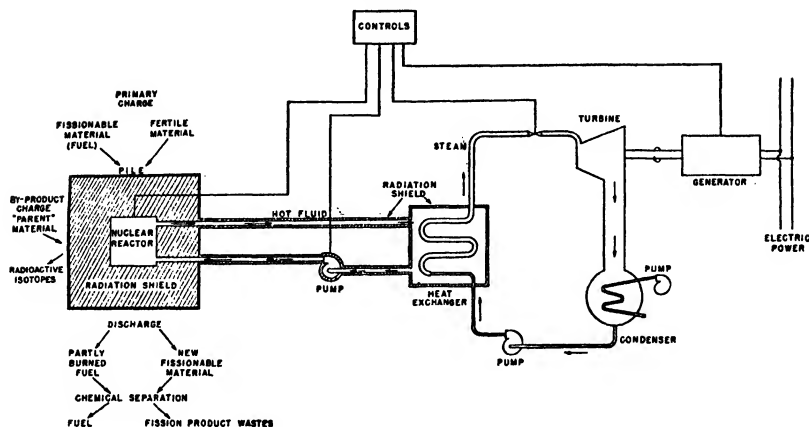 CONTROLS
PRIMARY
CHARGE
FISSIONABLE
MATERIAL
(FUEL)
FERTILE
MATERIAL
PILE
BY-PRODUCT
CHARGE
"PARENT"
MATERIAL
RADIOACTIVE
ISOTOPES
NUCLEAR
REACTOR
RADIATION SHIELD
HOT FLUID
PUMP
RADIATION
SHIELD
STEAM
HEAT
EXCHANGER
TURBINE
GENERATOR
ELECTRIC
POWER
PUMP
CONDENSER
PUMP
DISCHARGE
PARTLY
BURNED
FUEL
NEW
FISSIONABLE
MATERIAL
CHEMICAL SEPARATION
FUEL
FISSION PRODUCT WASTES